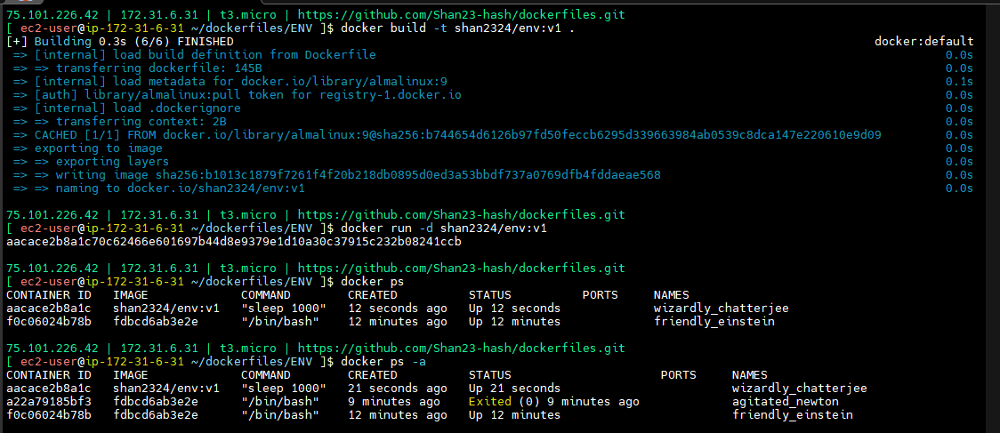 75.101.226.42 | 172.31.6.31 | t3.micro | https://github.com/Shan23-hash/dockerfiles.git
[ ec2-user@ip-172-31-6-31 ~/dockerfiles/ENV ]$ docker build -t shan2324/env:v1 .
[+] Building 0.3s (6/6) FINISHED docker:default
=> [internal] load build definition from Dockerfile 0.0s
=> => transferring dockerfile: 145B 0.0s
=> [internal] load metadata for docker.io/library/almalinux:9 0.1s
=> [auth] library/almalinux:pull token for registry-1.docker.io 0.0s
=> [internal] load .dockerignore 0.0s
=> => transferring context: 2B 0.0s
=> CACHED [1/1] FROM docker.io/library/almalinux:9@sha256:b744654d6126b97fd50feccb6295d339663984ab0539c8dca147e220610e9d09 0.0s
=> exporting to image 0.0s
=> => exporting layers 0.0s
=> => writing image sha256:b1013c1879f7261f4f20b218db0895d0ed3a53bbdf737a0769dfb4fddaeae568 0.0s
=> => naming to docker.io/shan2324/env:v1 0.0s
75.101.226.42 | 172.31.6.31 | t3.micro | https://github.com/Shan23-hash/dockerfiles.git
[ ec2-user@ip-172-31-6-31 ~/dockerfiles/ENV ]$ docker run -d shan2324/env:v1
aacace2b8a1c70c62466e601697b44d8e9379e1d10a30c37915c232b08241ccb
75.101.226.42 | 172.31.6.31 | t3.micro | https://github.com/Shan23-hash/dockerfiles.git
[ ec2-user@ip-172-31-6-31 ~/dockerfiles/ENV ]$ docker ps
CONTAINER ID IMAGE COMMAND CREATED STATUS PORTS NAMES
aacace2b8a1c shan2324/env:v1 "sleep 1000" 12 seconds ago Up 12 seconds wizardly_chatterjee
f0c06024b78b fdbcd6ab3e2e "/bin/bash" 12 minutes ago Up 12 minutes friendly_einstein
75.101.226.42 | 172.31.6.31 | t3.micro | https://github.com/Shan23-hash/dockerfiles.git
[ ec2-user@ip-172-31-6-31 ~/dockerfiles/ENV ]$ docker ps -a
CONTAINER ID IMAGE COMMAND CREATED STATUS PORTS NAMES
aacace2b8a1c shan2324/env:v1 "sleep 1000" 21 seconds ago Up 21 seconds wizardly_chatterjee
a22a79185bf3 fdbcd6ab3e2e "/bin/bash" 9 minutes ago Exited (0) 9 minutes ago agitated_newton
f0c06024b78b fdbcd6ab3e2e "/bin/bash" 12 minutes ago Up 12 minutes friendly_einstein